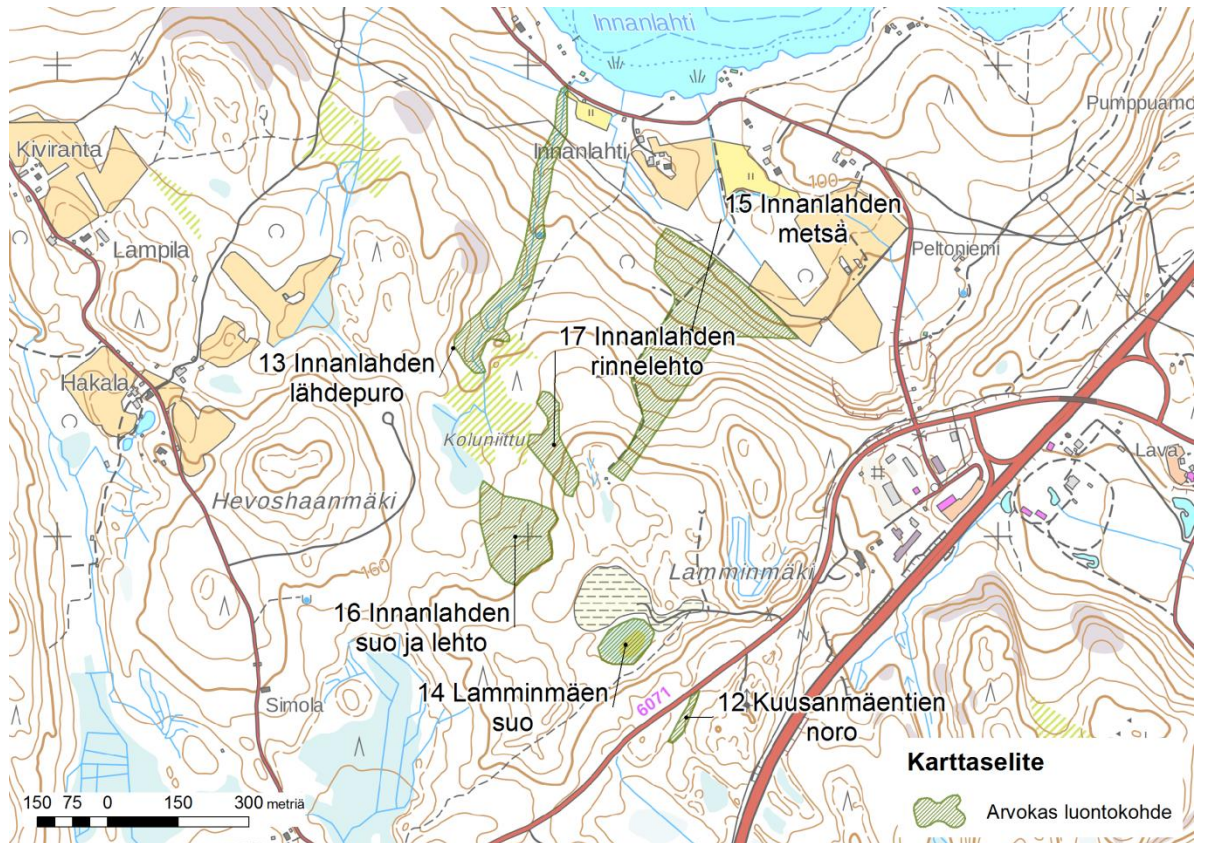 Innanlahti
Pumppuamo
Kiviranta
Innanlahti
100
15 Innanlahden
metsä
Lampila
Peltoniemi
13 Innanlahden
lähdepuro
17 Innanlahden
rinnelehto
Hakala
Koluniittu
Lava
Hevoshaanmäki
160
Lamminmäki
16 Innanlahden
suo ja lehto
14 Lamminmäen
suo
6071
12 Kuusanmäentien
noro
Simola
Karttaselite
Arvokas luontokohde
150 75 0 150 300 metriä